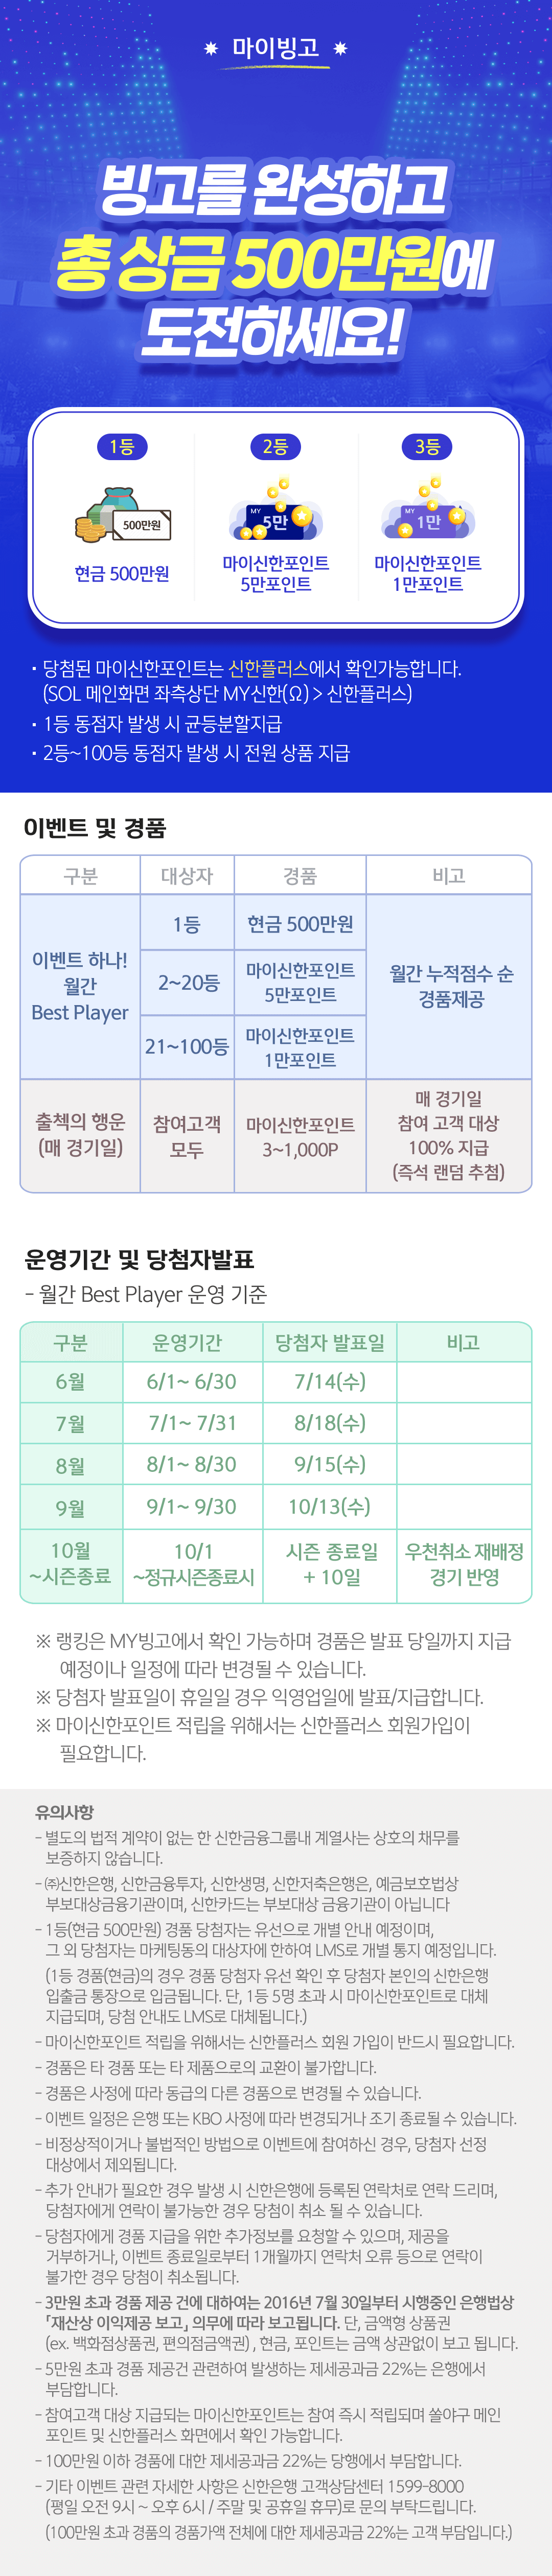 마이빙고
빙고를 완성하고
총 상금 500만원에
도전하세요!
1등
2등
3등
500만원
MY
5만
MY
1만
현금 500만원
마이신한포인트
5만포인트
마이신한포인트
1만포인트
· 당첨된 마이신한포인트는 신한플러스에서 확인가능합니다.
(SOL 메인화면 좌측상단 MY신한(Ω) > 신한플러스)
· 1등 동점자 발생 시 균등분할지급
· 2등~100등 동점자 발생 시 전원 상품 지급
이벤트 및 경품
구분 대상자 경품 비고
이벤트 하나!
월간
Best Player
1등 현금 500만원
2~20등 마이신한포인트
5만포인트
21~100등 마이신한포인트
1만포인트
월간 누적점수 순
경품제공
출첵의 행운
(매 경기일)
참여고객
모두
마이신한포인트
3~1,000P
매 경기일
참여 고객 대상
100% 지급
(즉석 랜덤 추첨)
운영기간 및 당첨자발표
- 월간 Best Player 운영 기준
구분 운영기간 당첨자 발표일 비고
6월 6/1~ 6/30 7/14(수)
7월 7/1~ 7/31 8/18(수)
8월 8/1~ 8/30 9/15(수)
9월 9/1~ 9/30 10/13(수)
10월
~시즌종료
10/1
~정규시즌종료시
시즌 종료일
+ 10일
우천취소 재배정
경기 반영
※ 랭킹은 MY빙고에서 확인 가능하며 경품은 발표 당일까지 지급
예정이나 일정에 따라 변경될 수 있습니다.
※ 당첨자 발표일이 휴일일 경우 익영업일에 발표/지급합니다.
※ 마이신한포인트 적립을 위해서는 신한플러스 회원가입이
필요합니다.
유의사항
- 별도의 법적 계약이 없는 한 신한금융그룹내 계열사는 상호의 채무를
보증하지 않습니다.
- ㈜신한은행, 신한금융투자, 신한생명, 신한저축은행은, 예금보호법상
부보대상금융기관이며, 신한카드는 부보대상 금융기관이 아닙니다
- 1등(현금 500만원) 경품 당첨자는 유선으로 개별 안내 예정이며,
그 외 당첨자는 마케팅동의 대상자에 한하여 LMS로 개별 통지 예정입니다.
(1등 경품(현금)의 경우 경품 당첨자 유선 확인 후 당첨자 본인의 신한은행
입출금 통장으로 입금됩니다. 단, 1등 5명 초과 시 마이신한포인트로 대체
지급되며, 당첨 안내도 LMS로 대체됩니다.)
- 마이신한포인트 적립을 위해서는 신한플러스 회원 가입이 반드시 필요합니다.
- 경품은 타 경품 또는 타 제품으로의 교환이 불가합니다.
- 경품은 사정에 따라 동급의 다른 경품으로 변경될 수 있습니다.
- 이벤트 일정은 은행 또는 KBO 사정에 따라 변경되거나 조기 종료될 수 있습니다.
- 비정상적이거나 불법적인 방법으로 이벤트에 참여하신 경우, 당첨자 선정
대상에서 제외됩니다.
- 추가 안내가 필요한 경우 발생 시 신한은행에 등록된 연락처로 연락 드리며,
당첨자에게 연락이 불가능한 경우 당첨이 취소 될 수 있습니다.
- 당첨자에게 경품 지급을 위한 추가정보를 요청할 수 있으며, 제공을
거부하거나, 이벤트 종료일로부터 1개월까지 연락처 오류 등으로 연락이
불가한 경우 당첨이 취소됩니다.
- 3만원 초과 경품 제공 건에 대하여는 2016년 7월 30일부터 시행중인 은행법상
「재산상 이익제공 보고」 의무에 따라 보고됩니다. 단, 금액형 상품권
(ex. 백화점상품권, 편의점금액권) , 현금, 포인트는 금액 상관없이 보고 됩니다.
- 5만원 초과 경품 제공건 관련하여 발생하는 제세공과금 22%는 은행에서
부담합니다.
- 참여고객 대상 지급되는 마이신한포인트는 참여 즉시 적립되며 쏠야구 메인
포인트 및 신한플러스 화면에서 확인 가능합니다.
- 100만원 이하 경품에 대한 제세공과금 22%는 당행에서 부담합니다.
- 기타 이벤트 관련 자세한 사항은 신한은행 고객상담센터 1599-8000
(평일 오전 9시 ~ 오후 6시 / 주말 및 공휴일 휴무)로 문의 부탁드립니다.
(100만원 초과 경품의 경품가액 전체에 대한 제세공과금 22%는 고객 부담입니다.)